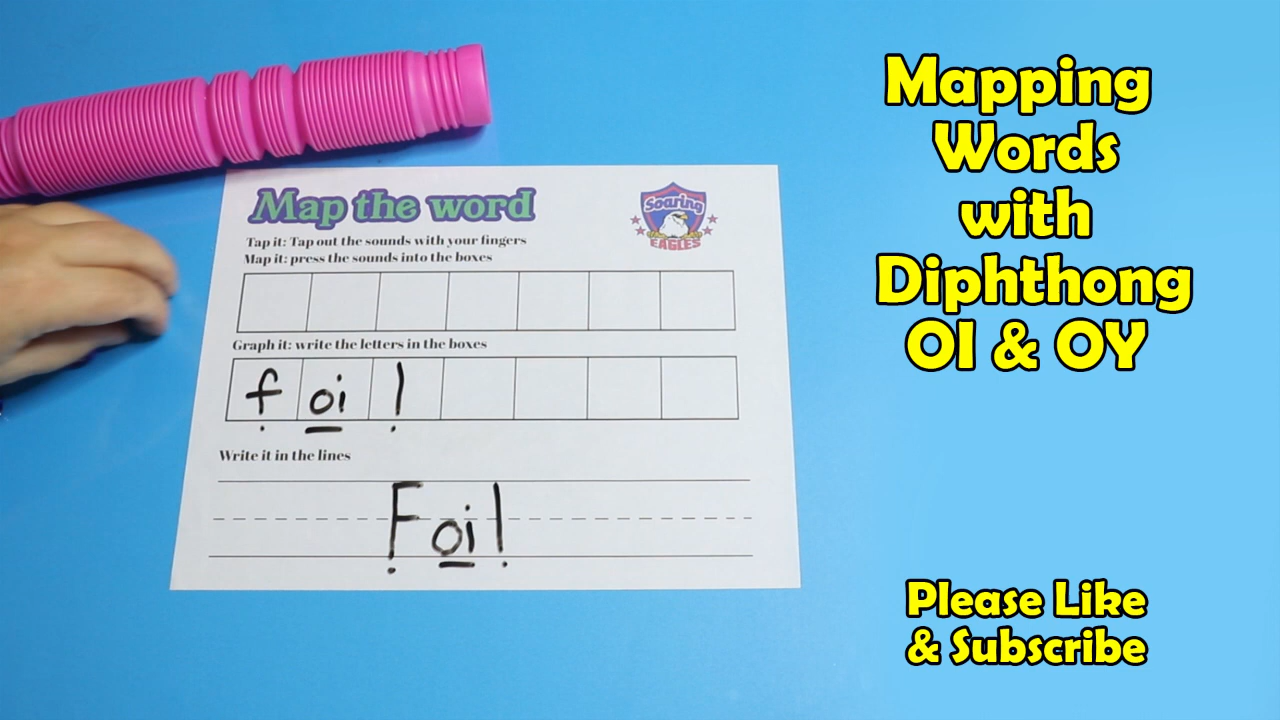 Mapping
Words
with
Diphthong
OI & OY
Map the word
Soaring
EAGLES
Tap it: Tap out the sounds with your fingers
Map it: press the sounds into the boxes
Graph it: write the letters in the boxes
f oi l
Write it in the lines
Foil
Please Like
& Subscribe